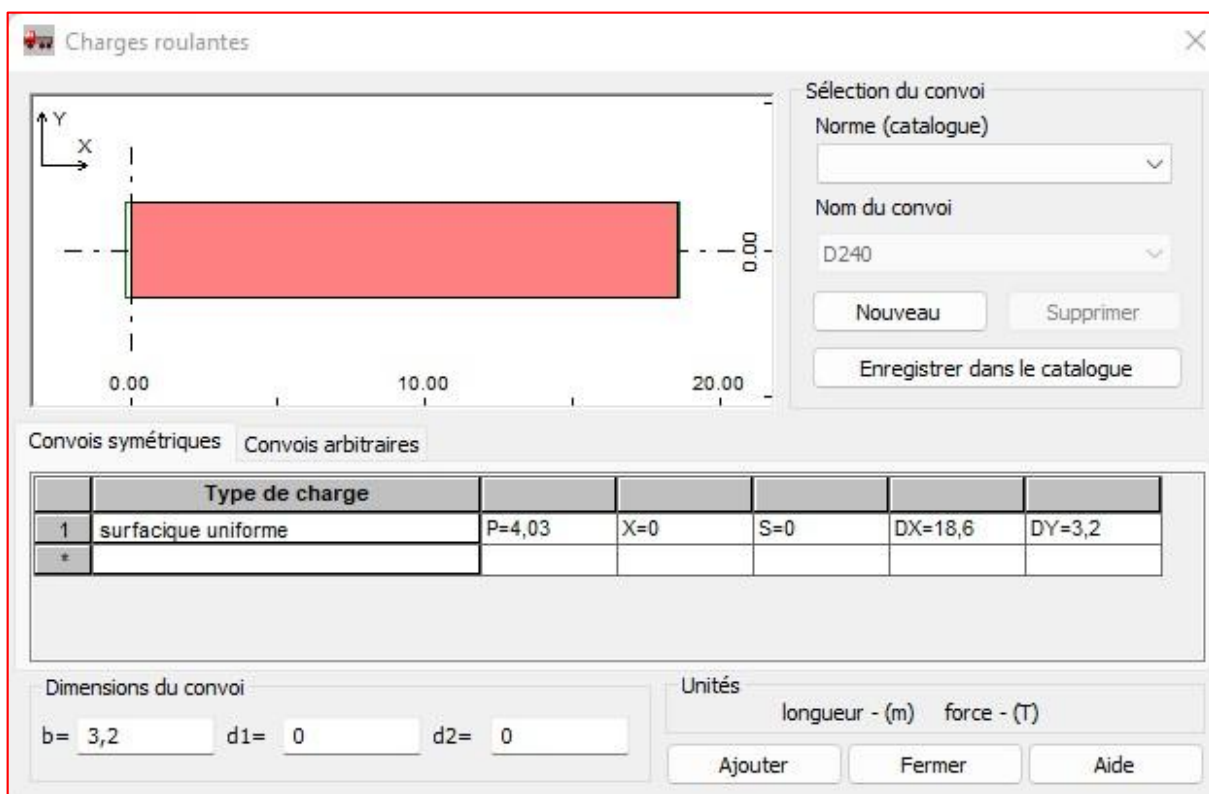 Charges roulantes
Y
X
0.00
0.00 10.00 20.00
Sélection du convoi
Norme (catalogue)
Nom du convoi
D240
Nouveau Supprimer
Enregistrer dans le catalogue
Convois symétriques Convois arbitraires
Type de charge
1 surfacique uniforme P=4,03 X=0 S=0 DX=18,6 DY=3,2
*
Dimensions du convoi
b= 3,2 d1= 0 d2= 0
Unités
longueur - (m) force - (T)
Ajouter Fermer Aide